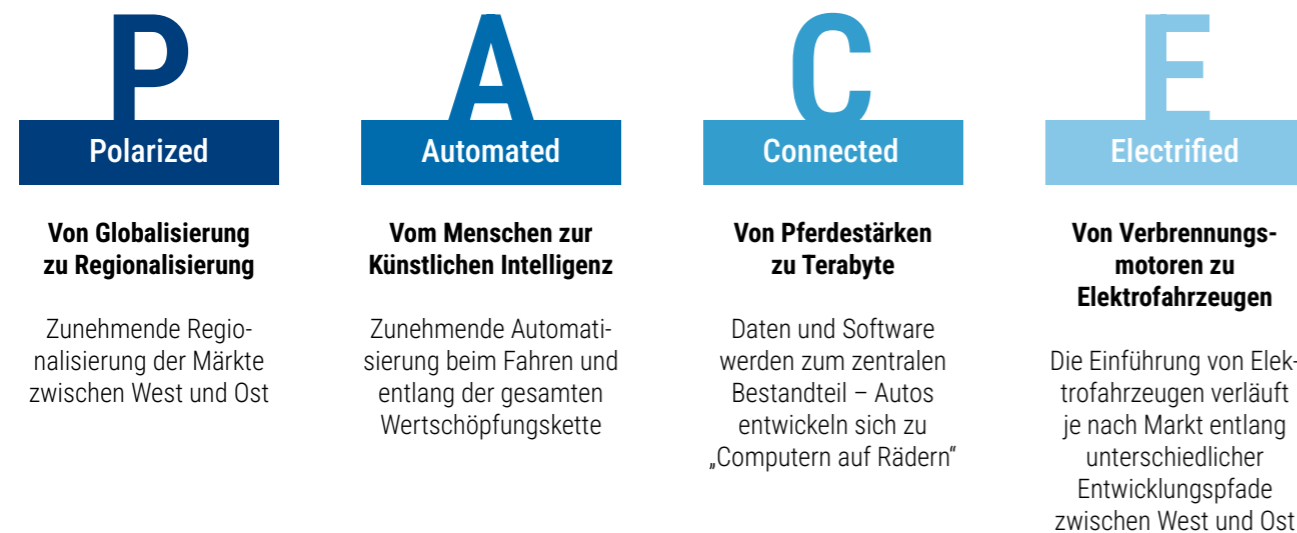 P
Polarized
Von Globalisierung
zu Regionalisierung
Zunehmende Regio-
nalisierung der Märkte
zwischen West und Ost
A
Automated
Vom Menschen zur
Künstlichen Intelligenz
Zunehmende Automati-
sierung beim Fahren und
entlang der gesamten
Wertschöpfungskette
C
Connected
Von Pferdestärken
zu Terabyte
Daten und Software
werden zum zentralen
Bestandteil – Autos
entwickeln sich zu
„Computern auf Rädern“
E
Electrified
Von Verbrennungs-
motoren zu
Elektrofahrzeugen
Die Einführung von Elek-
trofahrzeugen verläuft
je nach Markt entlang
unterschiedlicher
Entwicklungspfade
zwischen West und Ost